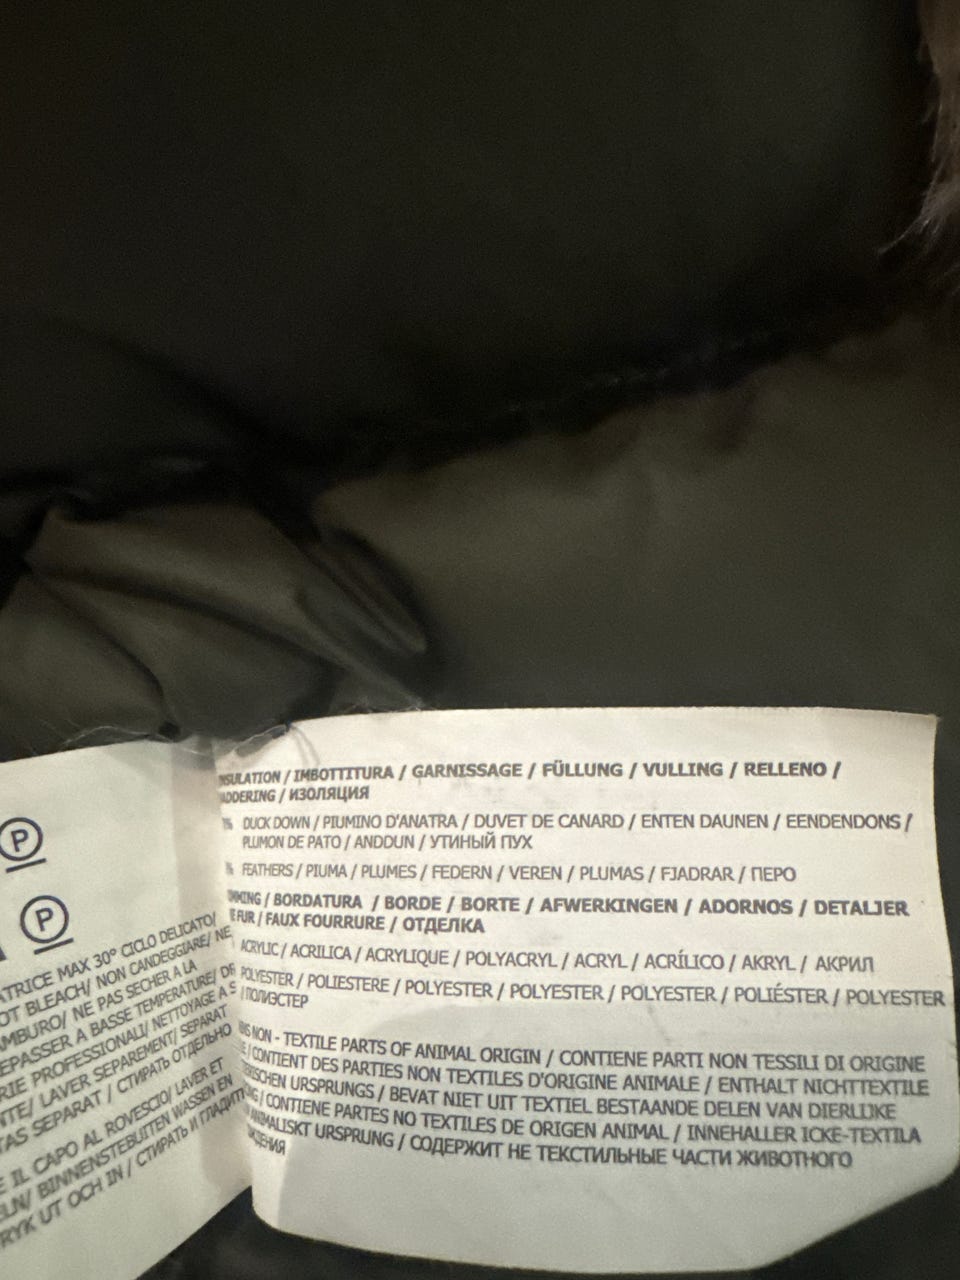 P
P
MAX 30° CICLO DELICATO/
BLEACH/ NON CANDEGGIARE/ NE
NE PAS SECHER A LA
A BASSE TEMPERATURE/
PROFESSIONALI/ NETTOYAGE A S
LAVER SEPAREMENT/ SEPARAT
SEPARAT / СТИРАТЬ ОТДЕЛЬНО
IL CAPO AL ROVESCIO/ LAVER ET
BINNENSTEBUITEN WASSEN EN
UT OCH IN / СТИРАТЬ И
NSULATION / IMBOTTITURA / GARNISSAGE / FÜLLUNG / VULLING / RELLENO /
ADDERING / ИЗОЛЯЦИЯ
% DUCK DOWN / PIUMINO D'ANATRA / DUVET DE CANARD / ENTEN DAUNEN / EENDENDONS /
PLUMON DE PATO / ANDDUN / УТИНЫЙ ПУХ
% FEATHERS / PIUMA / PLUMES / FEDERN / VEREN / PLUMAS / FJADRAR / ПЕРО
MMING / BORDATURA / BORDE / BORTE / AFWERKINGEN / ADORNOS / DETALJER
E FUR / FAUX FOURRURE / ОТДЕЛКА
ACRYLIC / ACRILICA / ACRYLIQUE / POLYACRYL / ACRYL / ACRÍLICO / AKRYL / АКРИЛ
POLYESTER / POLIESTERE / POLYESTER / POLYESTER / POLYESTER / POLIÉSTER / POLYESTER
/ ПОЛИЭСТЕР
NON - TEXTILE PARTS OF ANIMAL ORIGIN / CONTIENE PARTI NON TESSILI DI ORIGINE
/ CONTIENT DES PARTIES NON TEXTILES D'ORIGINE ANIMALE / ENTHALT NICHTTEXTILE
URSPRUNGS / BEVAT NIET UIT TEXTIEL BESTAANDE DELEN VAN DIERLIJKE
/ CONTIENE PARTES NO TEXTILES DE ORIGEN ANIMAL / INNEHALLER ICKE-TEXTILA
ANIMALISKT URSPRUNG / СОДЕРЖИТ НЕ ТЕКСТИЛЬНЫЕ ЧАСТИ ЖИВОТНОГО